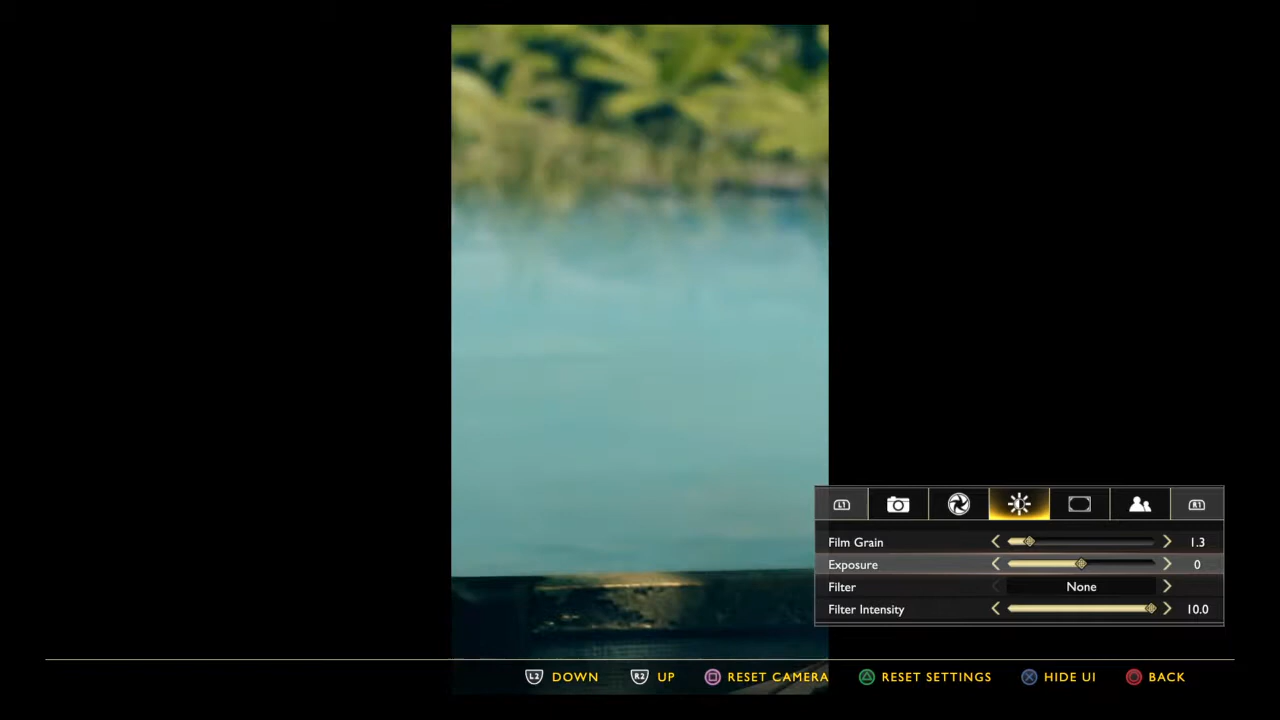 L1 R1
Film Grain 1.3
Exposure 0
Filter None
Filter Intensity 10.0
L2 DOWN R2 UP RESET CAMERA RESET SETTINGS HIDE UI BACK